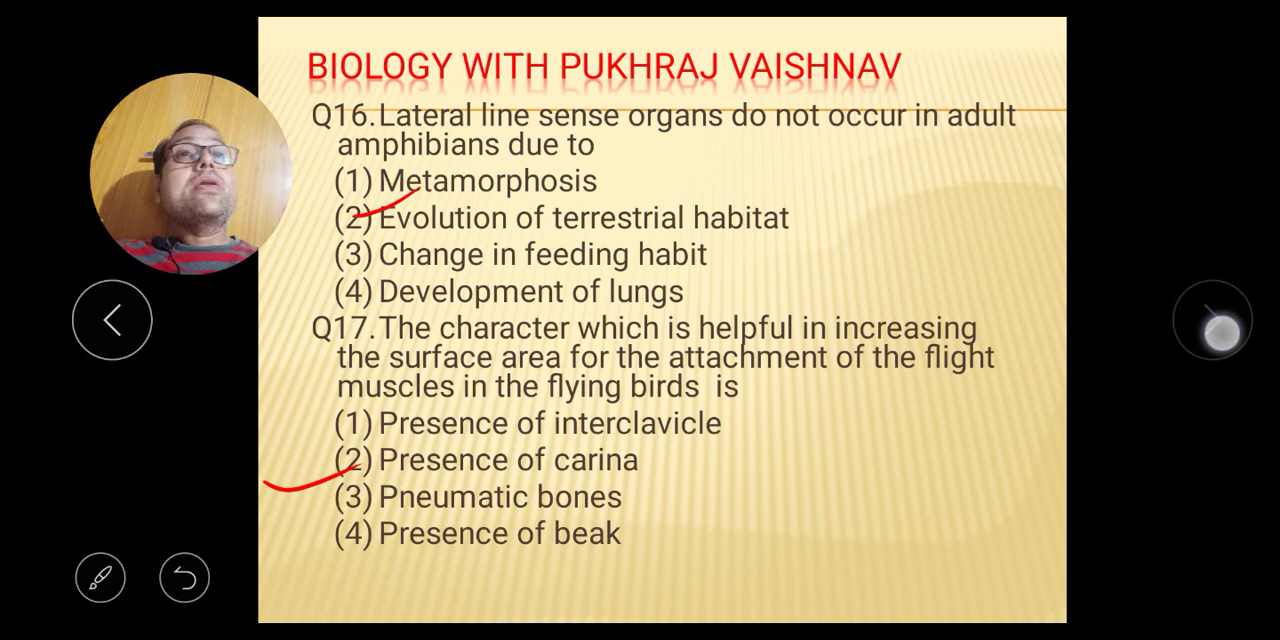 BIOLOGY WITH PUKHRAJ VAISHNAV
Q16.Lateral line sense organs do not occur in adult
amphibians due to
(1) Metamorphosis
(2) Evolution of terrestrial habitat
(3) Change in feeding habit
(4) Development of lungs
Q17.The character which is helpful in increasing
the surface area for the attachment of the flight
muscles in the flying birds is
(1) Presence of interclavicle
(2) Presence of carina
(3) Pneumatic bones
(4) Presence of beak